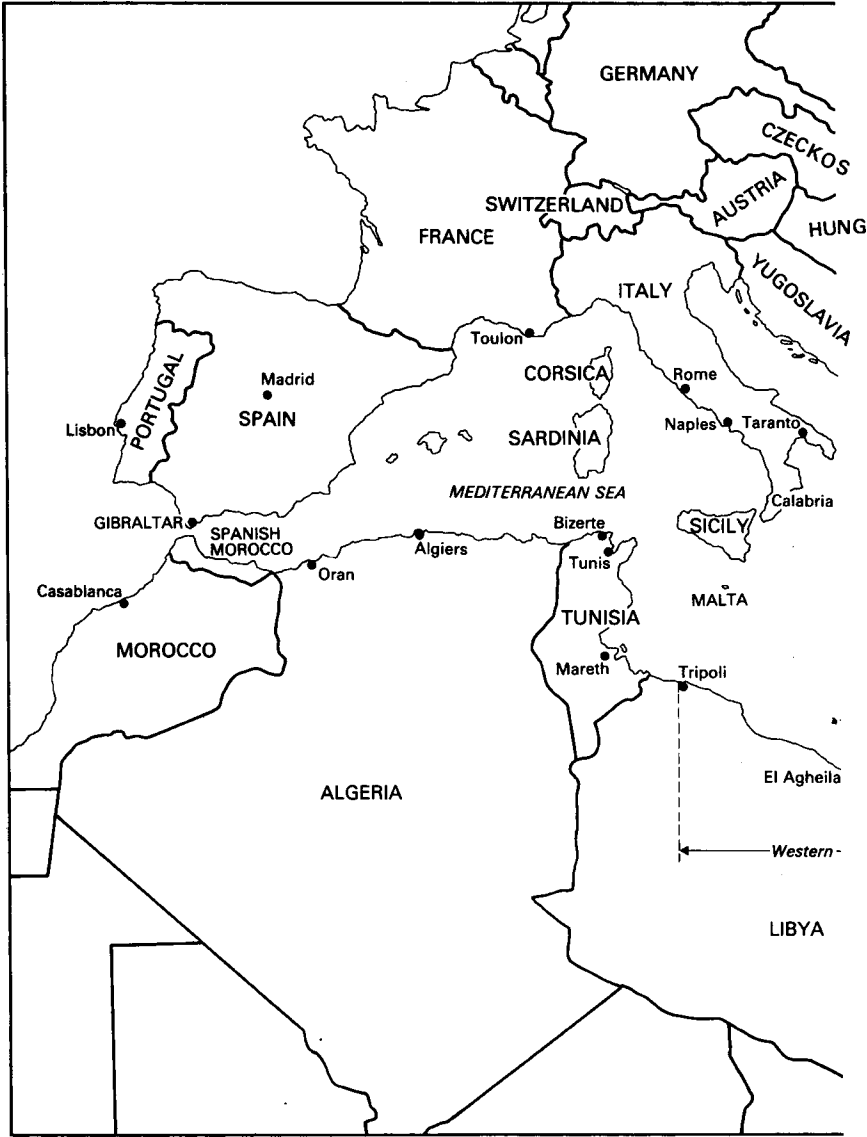 GERMANY
CZECKOS
SWITZERLAND
AUSTRIA
HUNG
FRANCE
YUGOSLAVIA
ITALY
Toulon
CORSICA
Rome
PORTUGAL
Madrid
SPAIN
Lisbon
SARDINIA
Naples
Taranto
MEDITERRANEAN SEA
Calabria
GIBRALTAR
SPANISH
MOROCCO
Bizerte
SICILY
Algiers
Tunis
Oran
Casablanca
MALTA
TUNISIA
MOROCCO
Mareth
Tripoli
El Agheila
ALGERIA
Western -
LIBYA